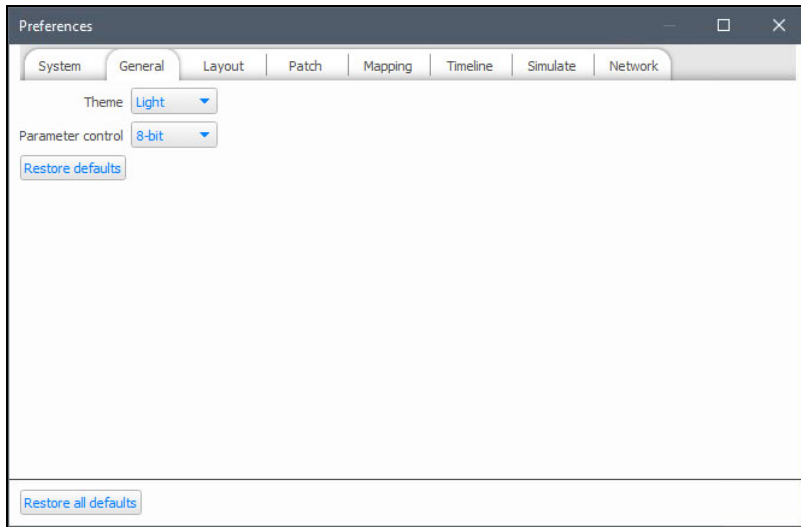 Preferences
System General Layout Patch Mapping Timeline Simulate Network
Theme Light
Parameter control 8-bit
Restore defaults
Restore all defaults